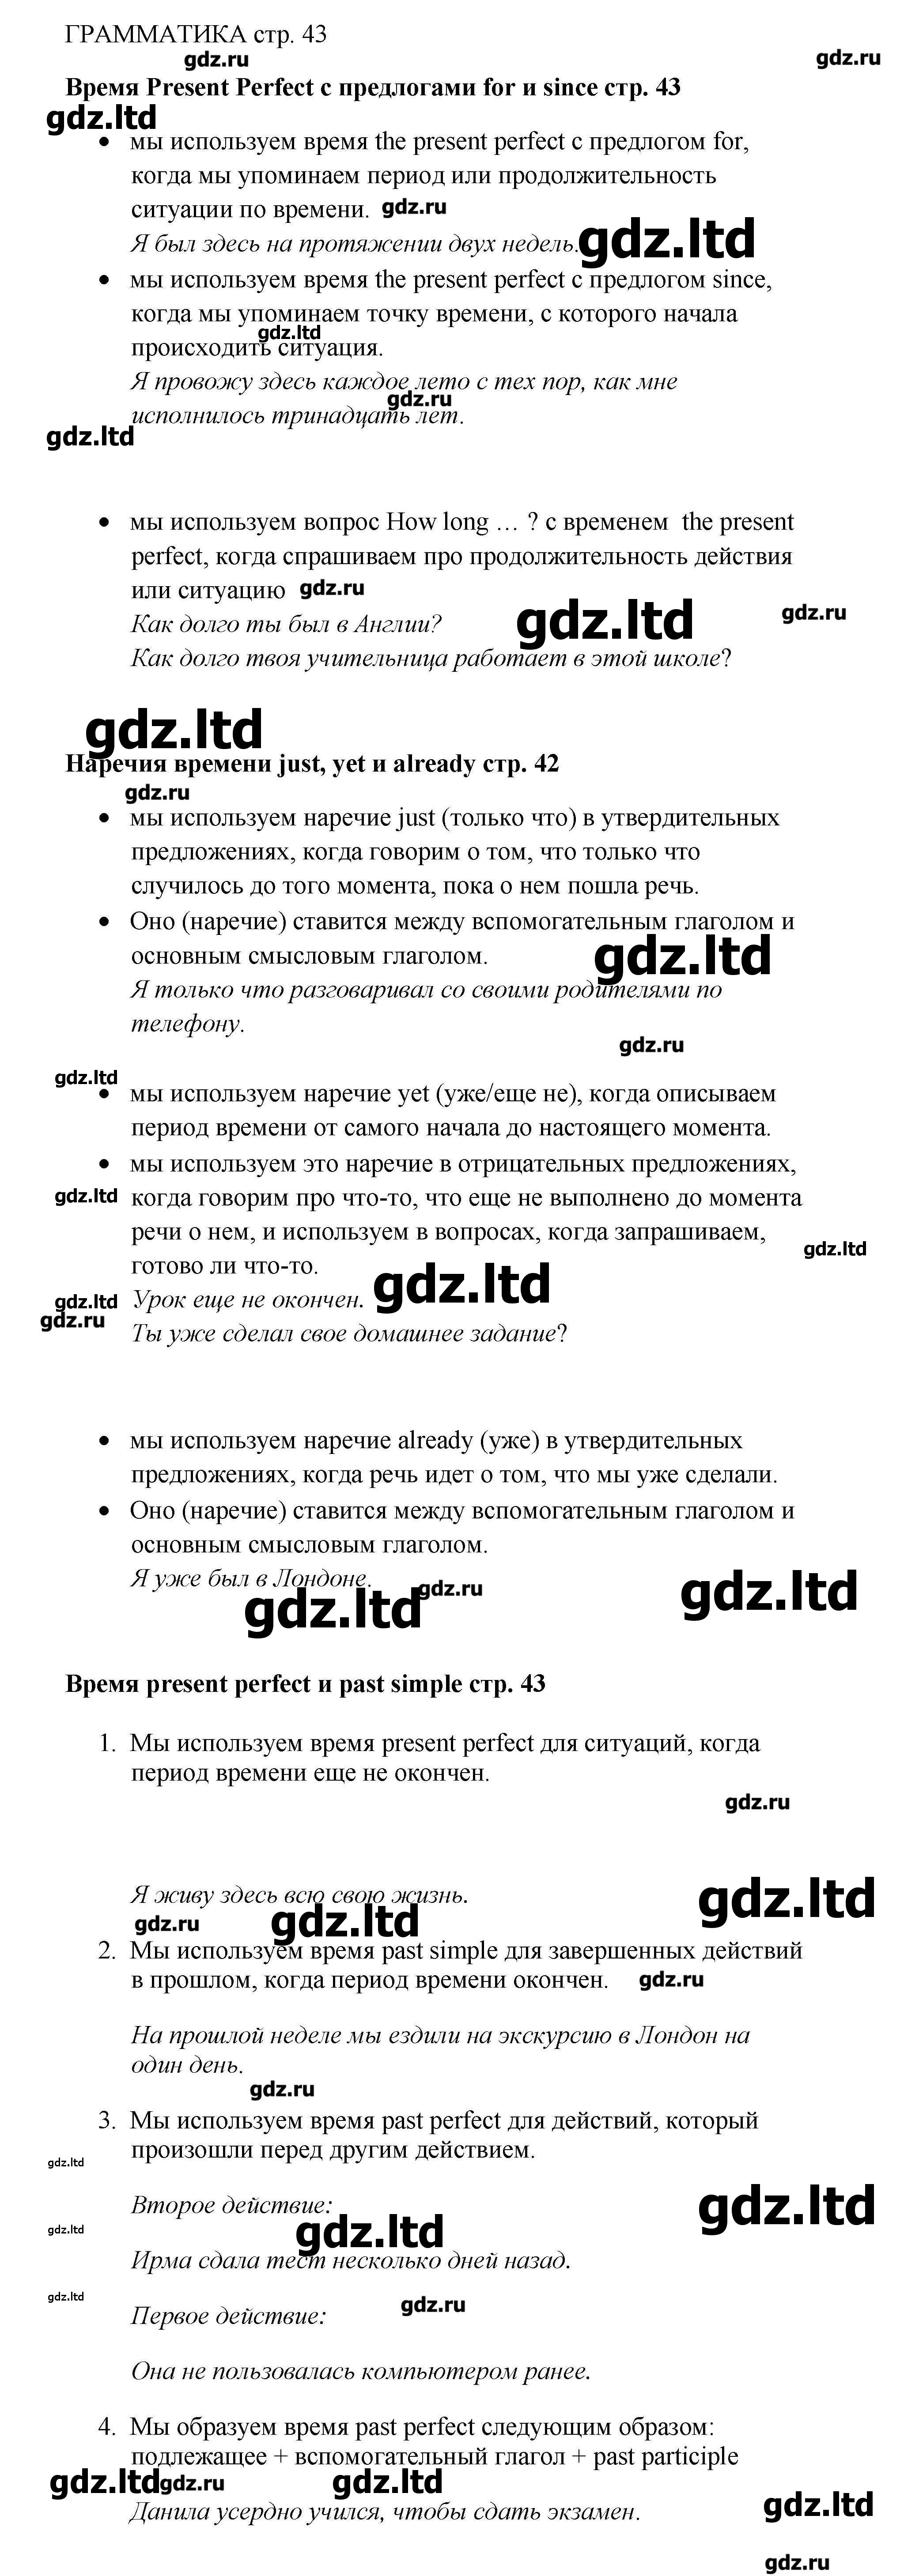 ГРАММАТИКА стр. 43
gdz.ru
gdz.ru
Время Present Perfect с предлогами for и since стр. 43
gdz.ltd
• мы используем время the present perfect с предлогом for,
когда мы упоминаем период или продолжительность
ситуации по времени. gdz.ru
Я был здесь на протяжении двух недель. gdz.ltd
• мы используем время the present perfect с предлогом since,
когда мы упоминаем точку времени, с которого начала
gdz.ltd
происходить ситуация.
Я провожу здесь каждое лето с тех пор, как мне
gdz.ru
исполнилось тринадцать лет.
gdz.ltd
• мы используем вопрос How long … ? с временем the present
perfect, когда спрашиваем про продолжительность действия
или ситуацию gdz.ru
gdz.ru
Как долго ты был в Англии? gdz.ltd
Как долго твоя учительница работает в этой школе?
gdz.ltd
Наречия времени just, yet и already стр. 42
gdz.ru
• мы используем наречие just (только что) в утвердительных
предложениях, когда говорим о том, что только что
случилось до того момента, пока о нем пошла речь.
• Оно (наречие) ставится между вспомогательным глаголом и
основным смысловым глаголом. gdz.ltd
Я только что разговаривал со своими родителями по
телефону.
gdz.ru
gdz.ltd
• мы используем наречие yet (уже/еще не), когда описываем
период времени от самого начала до настоящего момента.
• мы используем это наречие в отрицательных предложениях,
gdz.ltd когда говорим про что-то, что еще не выполнено до момента
речи о нем, и используем в вопросах, когда запрашиваем,
gdz.ltd
готово ли что-то.
gdz.ltd Урок еще не окончен. gdz.ltd
gdz.ru
Ты уже сделал свое домашнее задание?
• мы используем наречие already (уже) в утвердительных
предложениях, когда речь идет о том, что мы уже сделали.
• Оно (наречие) ставится между вспомогательным глаголом и
основным смысловым глаголом.
Я уже был в Лондоне.
gdz.ltd gdz.ru gdz.ltd
Время present perfect и past simple стр. 43
1. Мы используем время present perfect для ситуаций, когда
период времени еще не окончен.
gdz.ru
Я живу здесь всю свою жизнь.
gdz.ltd
gdz.ru gdz.ltd
2. Мы используем время past simple для завершенных действий
в прошлом, когда период времени окончен. gdz.ru
На прошлой неделе мы ездили на экскурсию в Лондон на
один день.
gdz.ru
3. Мы используем время past perfect для действий, который
произошли перед другим действием.
gdz.ltd
Второе действие: gdz.ltd
gdz.ltd gdz.ltd
Ирма сдала тест несколько дней назад.
gdz.ltd gdz.ru
Первое действие:
Она не пользовалась компьютером ранее.
4. Мы образуем время past perfect следующим образом:
подлежащее + вспомогательный глагол + past participle
gdz.ltd gdz.ru gdz.ltd
gdz.ltd
Данила усердно учился, чтобы сдать экзамен.
gdz.ru